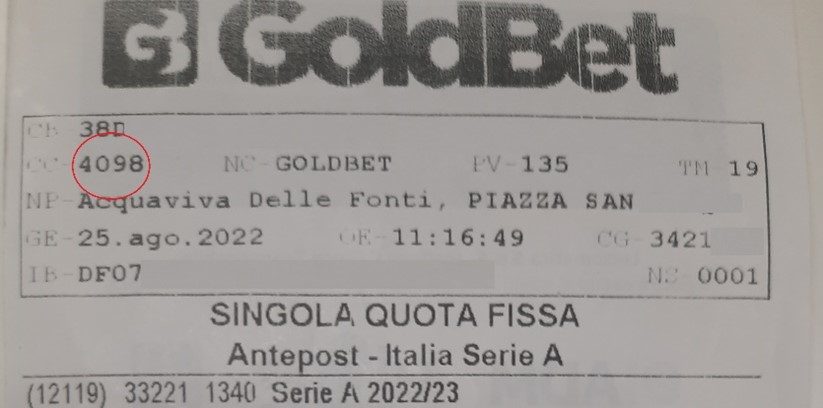 GB GoldBet
CB 38D
CC-4098 NC-GOLDBET PV-135 TM 19
NP-Acquaviva Delle Fonti, PIAZZA SAN
GE-25.ago.2022 OE-11:16:49 CG-3421
IB-DF07 NS 0001
SINGOLA QUOTA FISSA
Antepost - Italia Serie A
(12119) 33221 1340 Serie A 2022/23